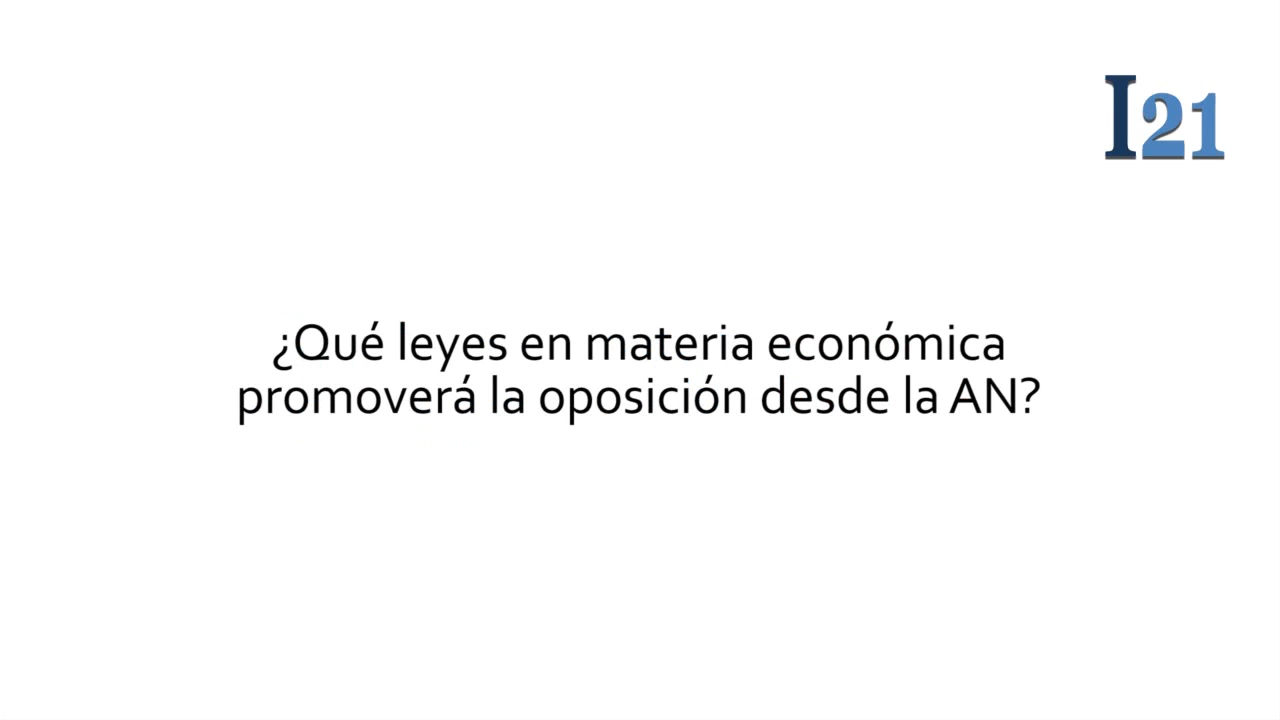 I21
¿Qué leyes en materia económica
promoverá la oposición desde la AN?